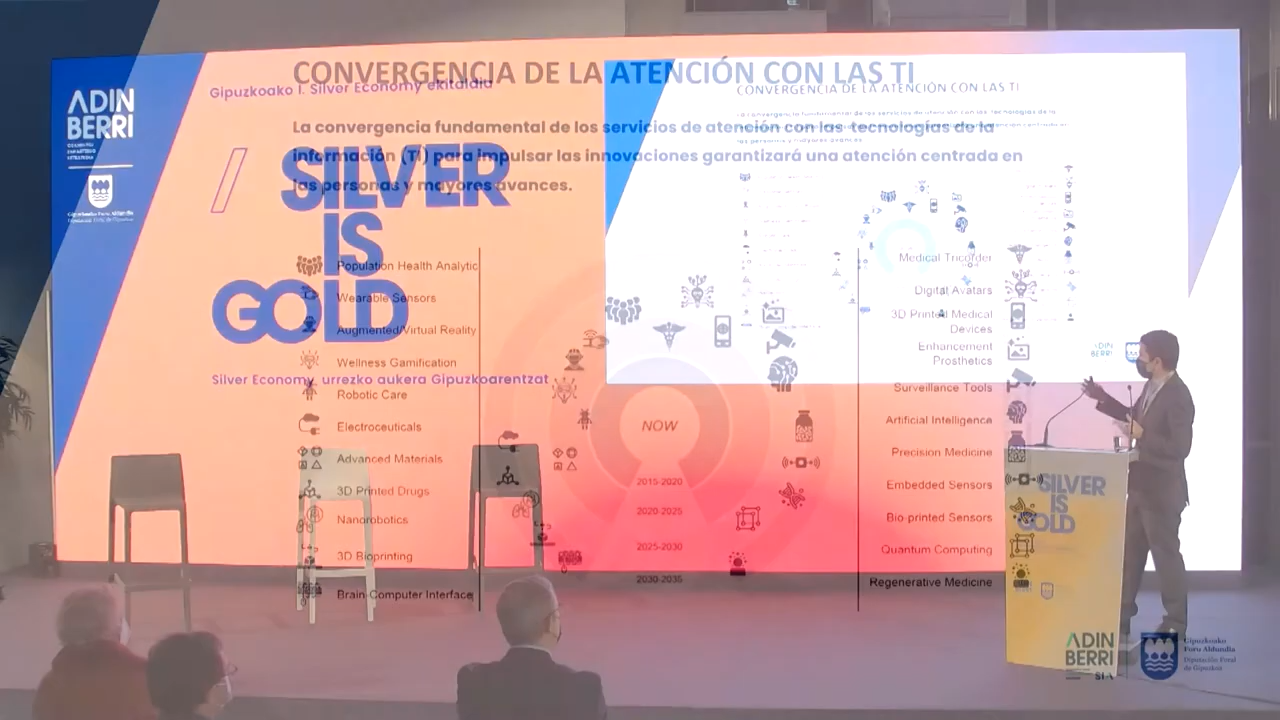 CONVERGENCIA DE LA ATENCIÓN CON LAS TI
La convergencia fundamental de los servicios de atención con las tecnologías de la
información (TI) para impulsar las innovaciones garantizará una atención centrada en
las personas y mayores avances.
ADIN
BERRI
Gipuzkoako I. Silver Economy ekitaldia
SILVER
IS
GOLD
Silver Economy, urrezko aukera Gipuzkoarentzat
CONVERGENCIA DE LA ATENCIÓN CON LAS TI
Population Health Analytic
Wearable Sensors
Augmented/Virtual Reality
Wellness Gamification
Robotic Care
Electroceuticals
Advanced Materials
3D Printed Drugs
Nanorobotics
3D Bioprinting
Brain-Computer Interface
NOW
2015-2020
2020-2025
2025-2030
2030-2035
Medical Tricorder
Digital Avatars
3D Printed Medical
Devices
Enhancement
Prosthetics
Surveillance Tools
Artificial Intelligence
Precision Medicine
Embedded Sensors
Bio-printed Sensors
Quantum Computing
Regenerative Medicine
ADIN
BERRI
SILVER
IS
GOLD
ADIN
BERRI
Gipuzkoako
Foru Aldundia
Diputación Foral
de Gipuzkoa